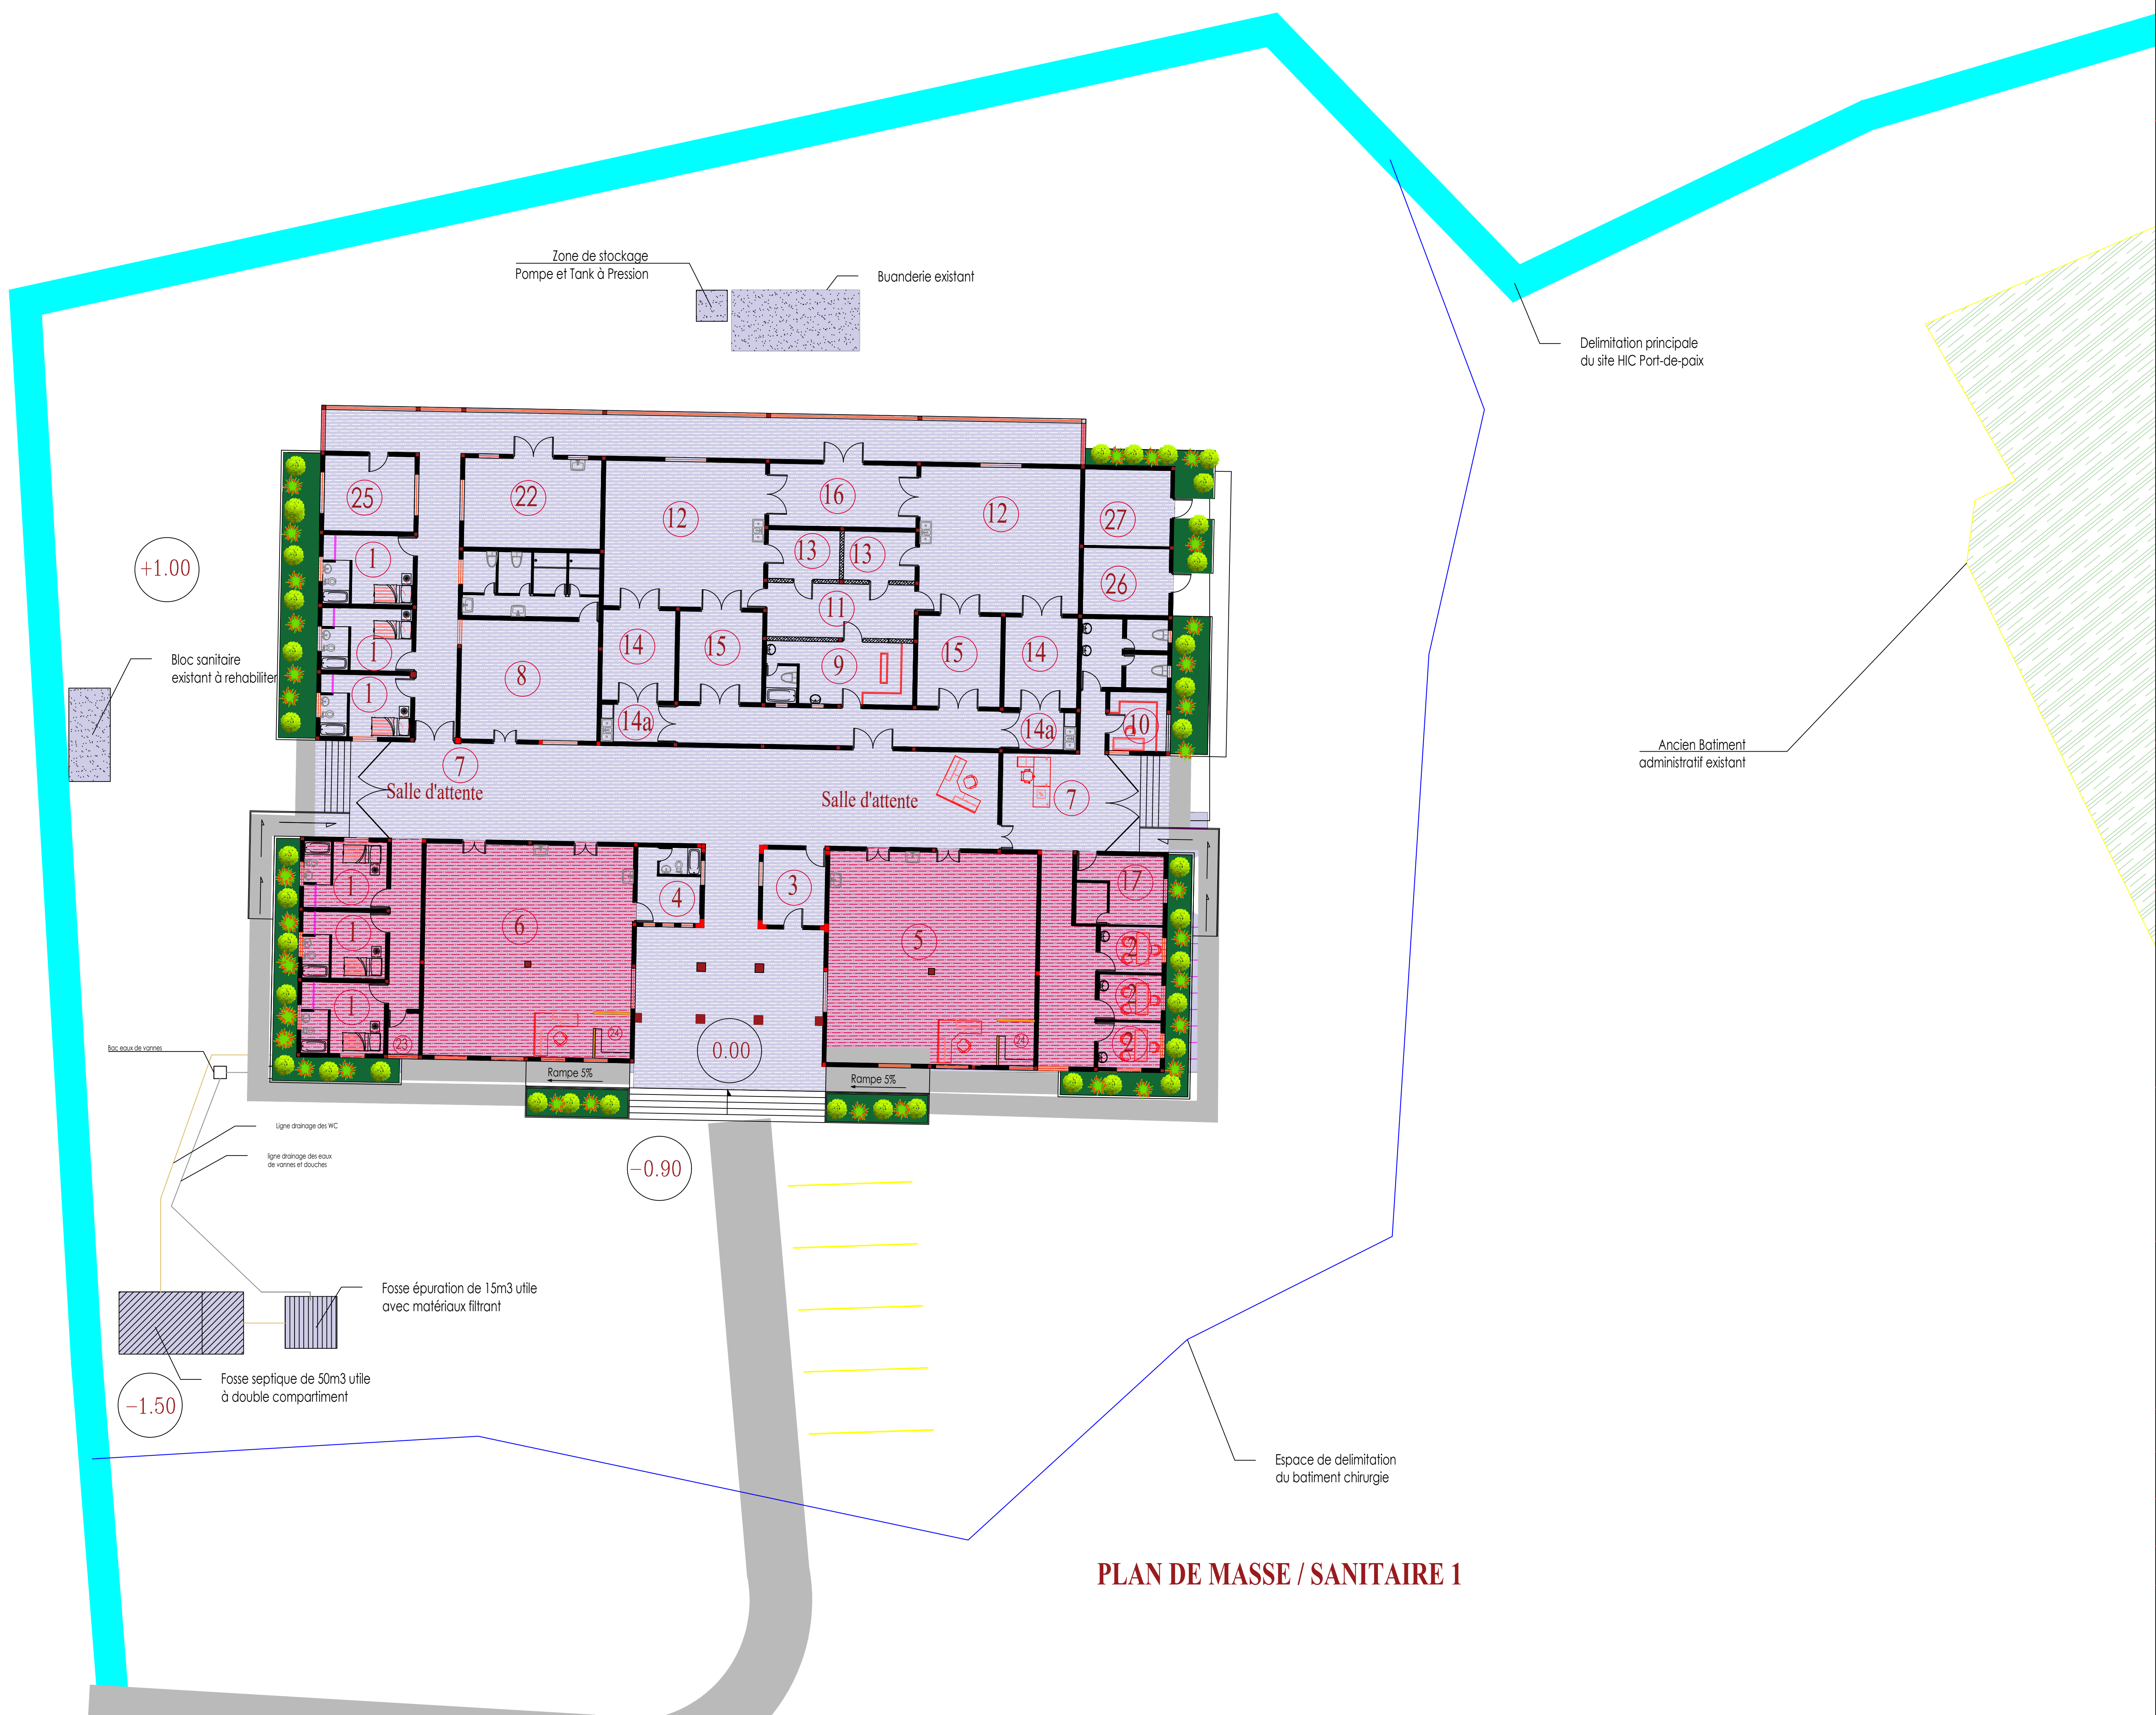 Zone de stockage
Pompe et Tank à Pression
Buanderie existant
Delimitation principale
du site HIC Port-de-paix
25
22
12
16
12
27
+1.00
1
13
13
26
11
1
14
15
9
15
14
Bloc sanitaire
existant à rehabiliter
8
1
14a
14a
10
Ancien Batiment
administratif existant
7
Salle d'attente
Salle d'attente
7
1
4
3
17
1
6
5
2
1
2
23
24
24
2
0.00
Bac eaux de vannes
Rampe 5%
Rampe 5%
Ligne drainage des WC
ligne drainage des eaux
de vannes et douches
-0.90
Fosse épuration de 15m3 utile
avec matériaux filtrant
Fosse septique de 50m3 utile
à double compartiment
-1.50
Espace de delimitation
du batiment chirurgie
PLAN DE MASSE / SANITAIRE 1